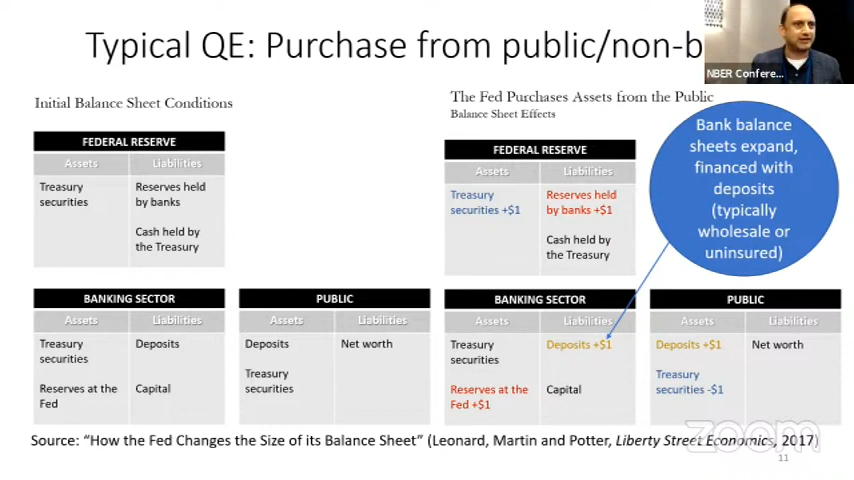 Typical QE: Purchase from public/non-b
NBER Confere...
Initial Balance Sheet Conditions
FEDERAL RESERVE
Assets Liabilities
Treasury securities
Reserves held by banks
Cash held by the Treasury
BANKING SECTOR
Assets Liabilities
Treasury securities
Deposits
Reserves at the Fed
Capital
PUBLIC
Assets Liabilities
Deposits
Net worth
Treasury securities
The Fed Purchases Assets from the Public
Balance Sheet Effects
FEDERAL RESERVE
Assets Liabilities
Treasury securities +$1
Reserves held by banks +$1
Cash held by the Treasury
Bank balance
sheets expand,
financed with
deposits
(typically
wholesale or
uninsured)
BANKING SECTOR
Assets Liabilities
Treasury securities
Deposits +$1
Reserves at the Fed +$1
Capital
PUBLIC
Assets Liabilities
Deposits +$1
Net worth
Treasury securities -$1
Source: "How the Fed Changes the Size of its Balance Sheet" (Leonard, Martin and Potter, Liberty Street Economics, 2017)
zoom
11